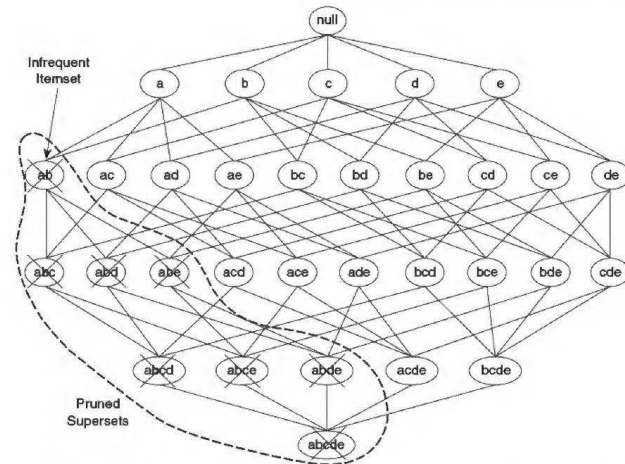 null
Infrequent
Itemset
a b c d e
ab ac ad ae bc bd be cd ce de
abc abd abe acd ace ade bcd bce bde cde
abcd abce abde acde bcde
Pruned
Supersets
abcde